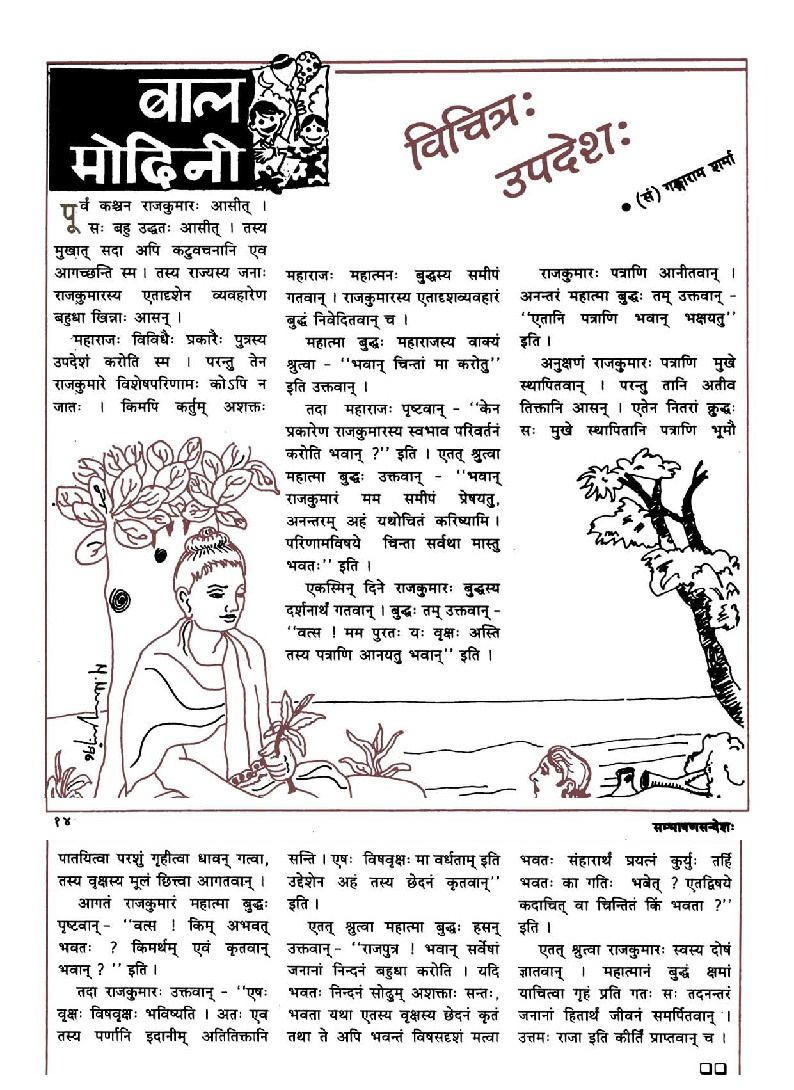 बाल
मोदिनी
विचित्रः
उपदेशः
• (सं) गङ्गाराम शर्मा
पूर्वं कश्चन राजकुमारः आसीत् ।
सः बहु उद्धतः आसीत् । तस्य
मुखात् सदा अपि कटुवचनानि एव
आगच्छन्ति स्म । तस्य राज्यस्य जनाः
राजकुमारस्य एतादृशेन व्यवहारेण
बहुधा खिन्नाः आसन् ।
महाराजः विविधैः प्रकारैः पुत्रस्य
उपदेशं करोति स्म । परन्तु तेन
राजकुमारे विशेषपरिणामः कोऽपि न
जातः । किमपि कर्तुम् अशक्तः
महाराजः महात्मनः बुद्धस्य समीपं
गतवान् । राजकुमारस्य एतादृशव्यवहारं
बुद्धं निवेदितवान् च ।
महात्मा बुद्धः महाराजस्य वाक्यं
श्रुत्वा - ''भवान् चिन्तां मा करोतु''
इति उक्तवान् ।
तदा महाराजः पृष्टवान् - ''केन
प्रकारेण राजकुमारस्य स्वभाव परिवर्तनं
करोति भवान् ?'' इति । एतत् श्रुत्वा
महात्मा बुद्धः उक्तवान् - ''भवान्
राजकुमारं मम समीपं प्रेषयतु,
अनन्तरम् अहं यथोचितं करिष्यामि ।
परिणामविषये चिन्ता सर्वथा मास्तु
भवतः'' इति ।
एकस्मिन् दिने राजकुमारः बुद्धस्य
दर्शनार्थं गतवान् । बुद्धः तम् उक्तवान् -
''वत्स ! मम पुरतः यः वृक्षः अस्ति
तस्य पत्राणि आनयतु भवान्'' इति ।
राजकुमारः पत्राणि आनीतवान् ।
अनन्तरं महात्मा बुद्धः तम् उक्तवान् -
''एतानि पत्राणि भवान् भक्षयतु''
इति ।
अनुक्षणं राजकुमारः पत्राणि मुखे
स्थापितवान् । परन्तु तानि अतीव
तिक्तानि आसन् । एतेन नितरां क्रुद्धः
सः मुखे स्थापितानि पत्राणि भूमौ
१४
सम्भाषणसन्देशः
पातयित्वा परशुं गृहीत्वा धावन् गत्वा,
तस्य वृक्षस्य मूलं छित्त्वा आगतवान् ।
आगतं राजकुमारं महात्मा बुद्धः
पृष्टवान् - ''वत्स ! किम् अभवत्
भवतः ? किमर्थम् एवं कृतवान्
भवान् ? '' इति ।
तदा राजकुमारः उक्तवान् - ''एषः
वृक्षः विषवृक्षः भविष्यति । अतः एव
तस्य पर्णानि इदानीम् अतितिक्तानि
सन्ति । एषः विषवृक्षः मा वर्धताम् इति
उद्देशेन अहं तस्य छेदनं कृतवान्''
इति ।
एतत् श्रुत्वा महात्मा बुद्धः हसन्
उक्तवान् - ''राजपुत्र ! भवान् सर्वेषां
जनानां निन्दनं बहुधा करोति । यदि
भवतः निन्दनं सोढुम् अशक्ताः सन्तः,
भवता यथा एतस्य वृक्षस्य छेदनं कृतं
तथा ते अपि भवन्तं विषसदृशं मत्वा
भवतः संहारार्थं प्रयत्नं कुर्युः तर्हि
भवतः का गतिः भवेत् ? एतद्विषये
कदाचित् वा चिन्तितं किं भवता ?''
इति ।
एतत् श्रुत्वा राजकुमारः स्वस्य दोषं
ज्ञातवान् । महात्मानं बुद्धं क्षमां
याचित्वा गृहं प्रति गतः सः तदनन्तरं
जनानां हितार्थं जीवनं समर्पितवान् ।
उत्तमः राजा इति कीर्तिं प्राप्तवान् च ।